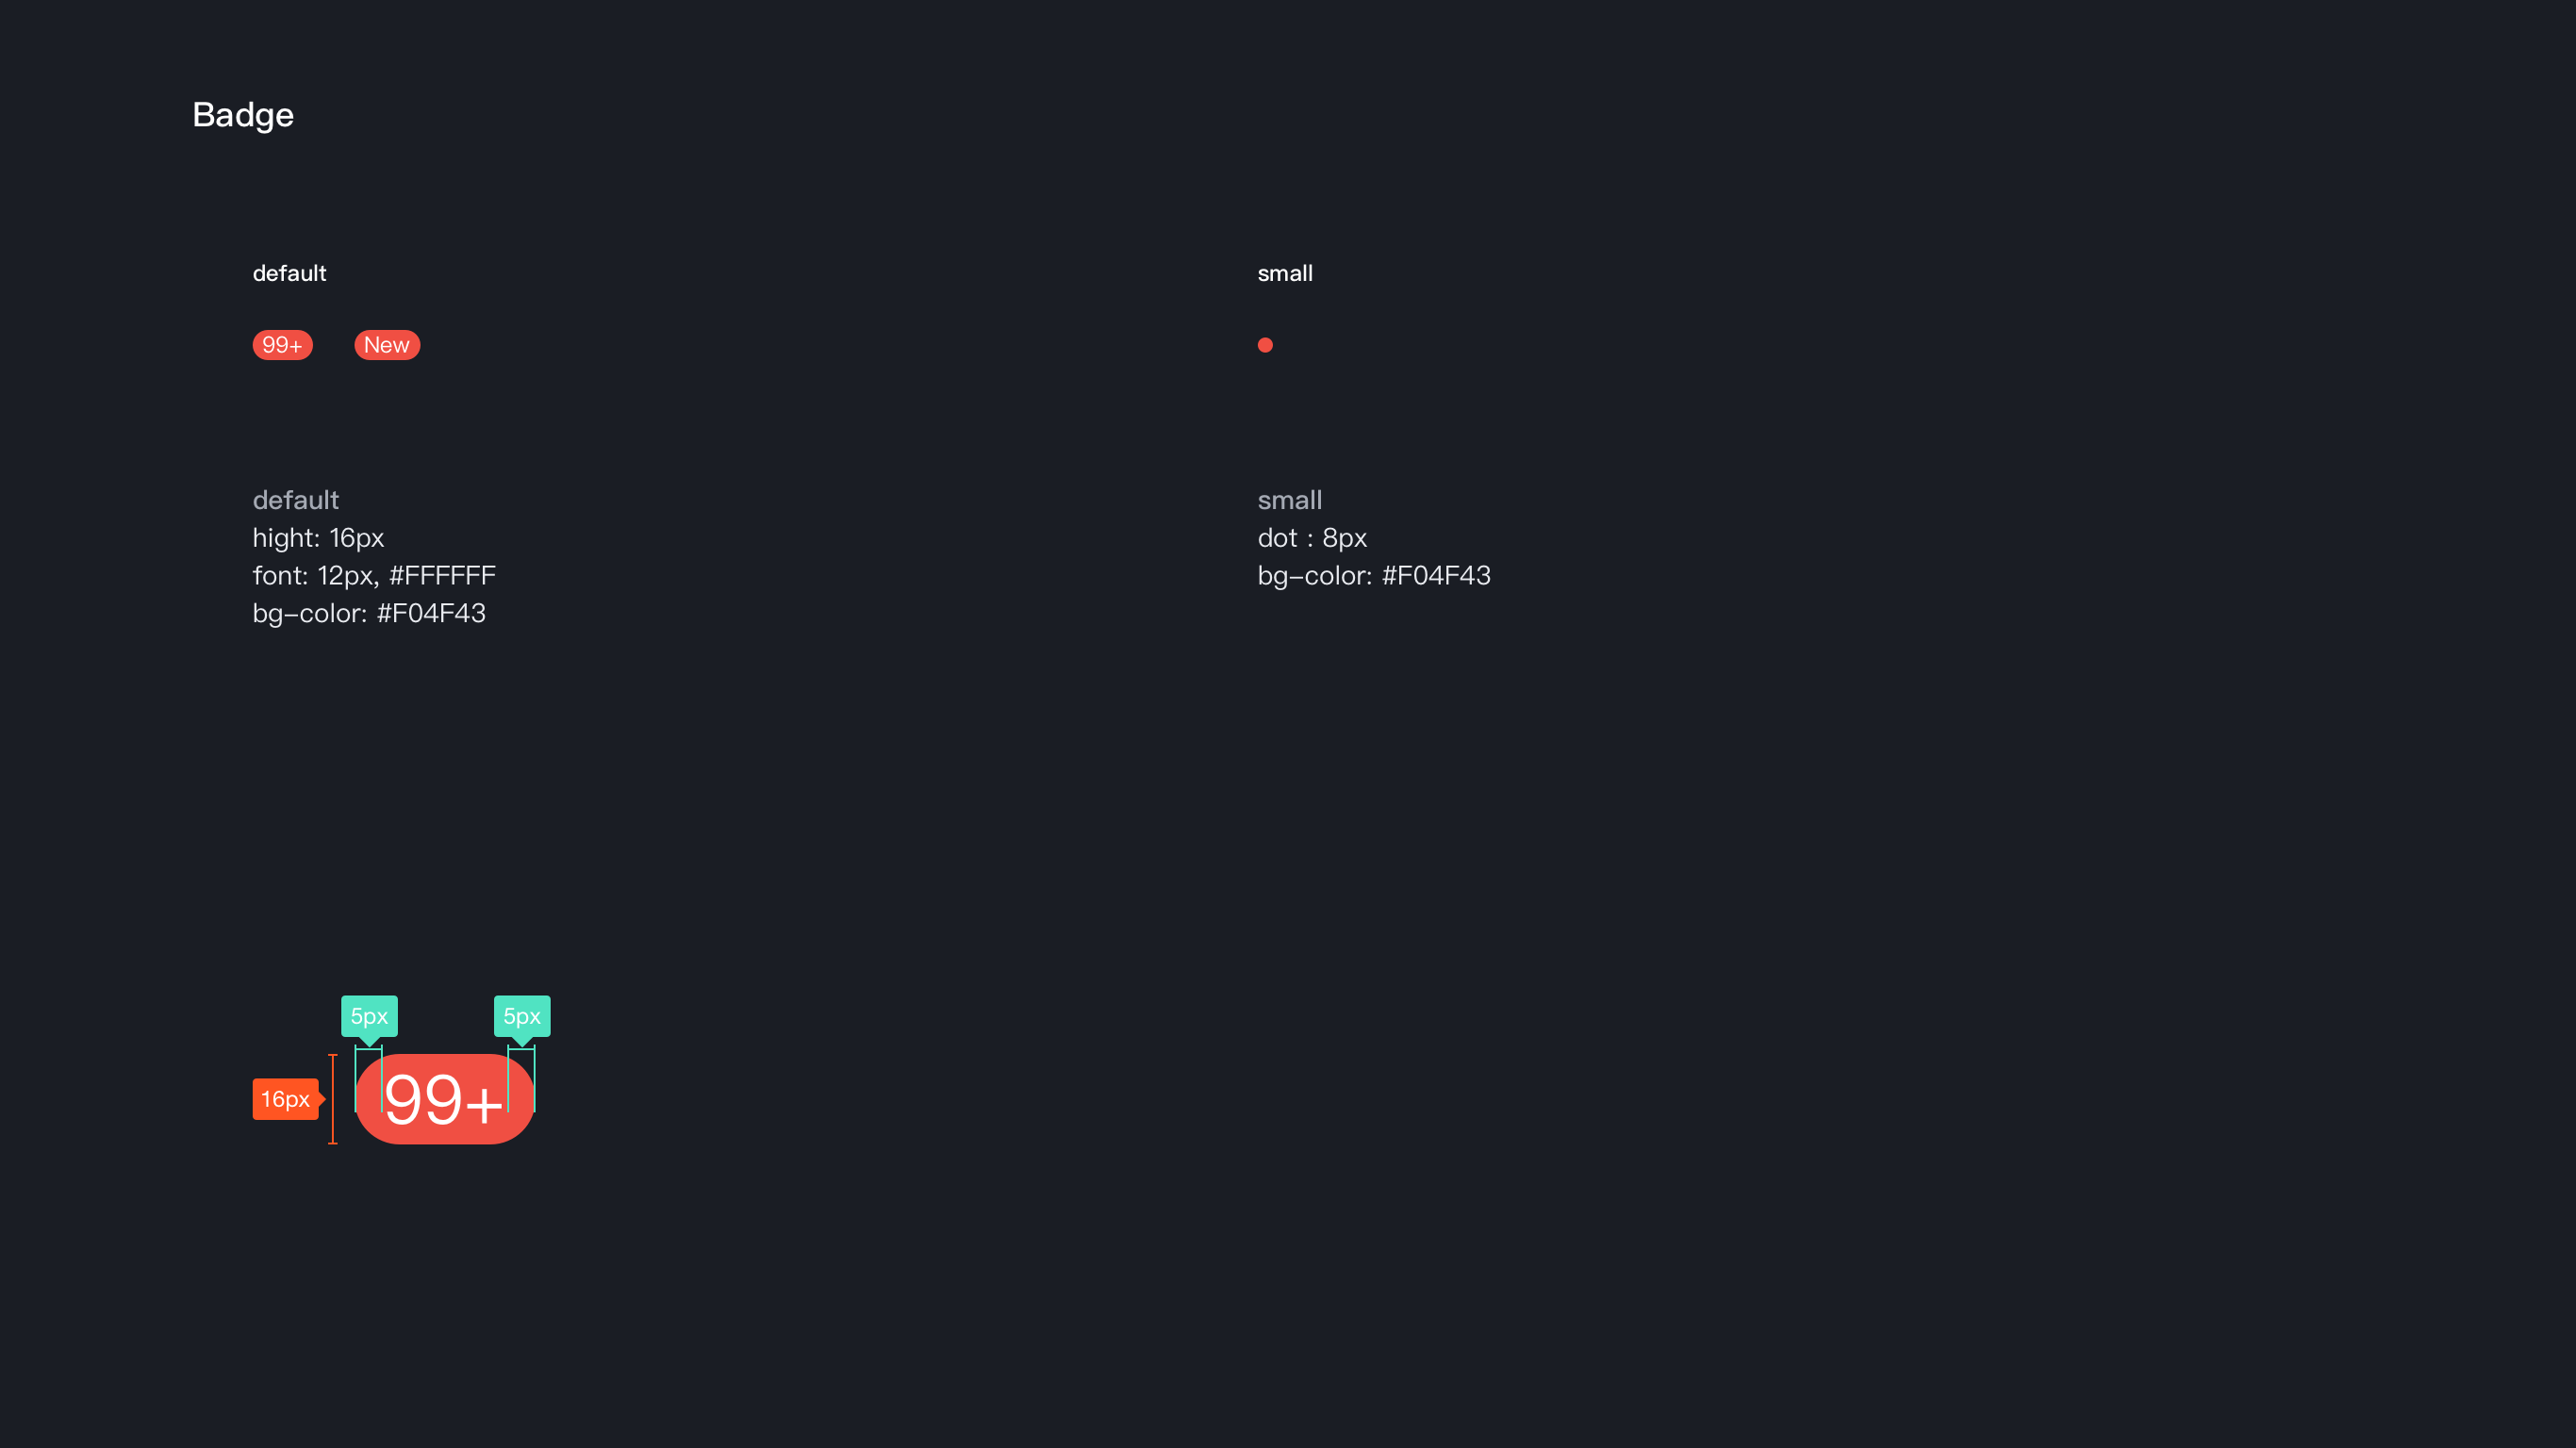 Badge
default
small
99+
New
default
hight: 16px
font: 12px, #FFFFFF
bg-color: #F04F43
small
dot : 8px
bg-color: #F04F43
5px
5px
16px
99+